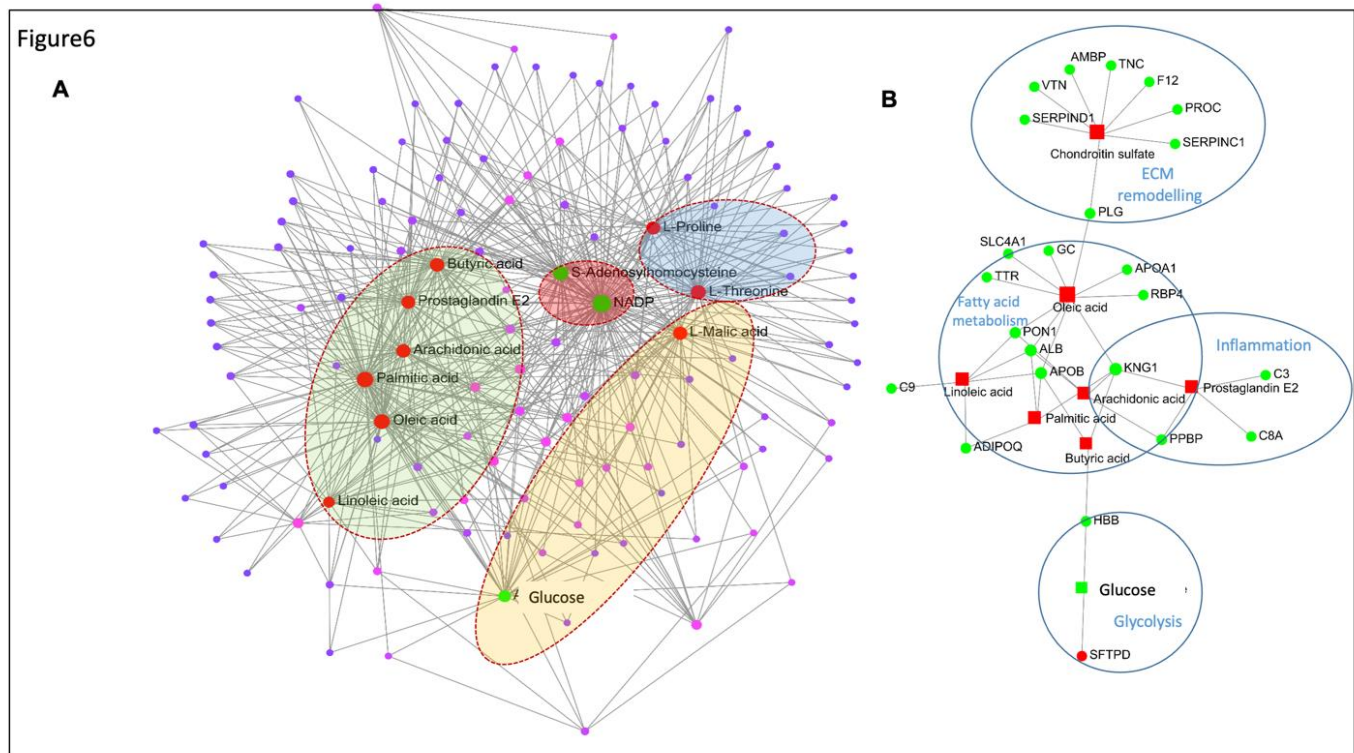 Figure6
A
Butyric acid
Prostaglandin E2
Arachidonic acid
Palmitic acid
Oleic acid
Linoleic acid
S-Adenosylhomocysteine
NADP
L-Proline
L-Threonine
L-Malic acid
Glucose
B
AMBP
TNC
VTN
F12
PROC
SERPIND1
SERPINC1
Chondroitin sulfate
ECM
remodelling
PLG
SLC4A1
GC
TTR
APOA1
RBP4
Fatty acid
metabolism
Oleic acid
PON1
ALB
APOB
KNG1
Inflammation
C3
Prostaglandin E2
C9
Linoleic acid
Arachidonic acid
Palmitic acid
PPBP
C8A
ADIPOQ
Butyric acid
HBB
Glucose
Glycolysis
SFTPD